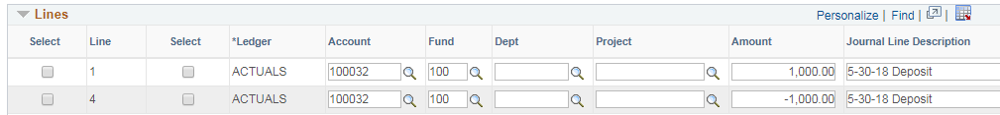 Lines
Personalize | Find |
Select Line Select *Ledger Account Fund Dept Project Amount Journal Line Description
1 ACTUALS 100032 100 1,000.00 5-30-18 Deposit
4 ACTUALS 100032 100 -1,000.00 5-30-18 Deposit